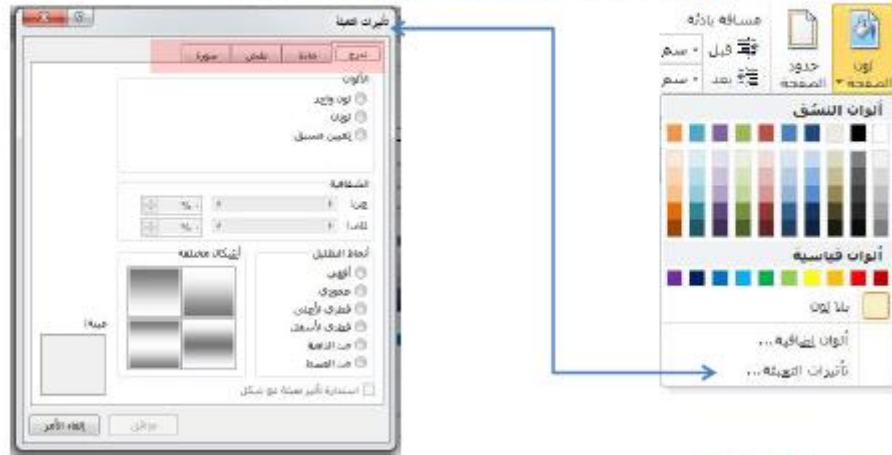 مسافة بادئة
قبل
سم
بعد
سم
حدود
الصفحة
لون
الصفحة
ألوان النسُق
ألوان قياسية
بلا لون
ألوان إضافية...
تأثيرات التعبئة...
تأثيرات التعبئة
تدرج مادة نقش صورة
الألوان
لون واحد
لونان
تعيين مسبق
الشفافية
من:
%
إلى:
%
أنماط التظليل
أشكال مختلفة
أفقي
عمودي
قطري لأعلى
قطري لأسفل
من الزاوية
من الوسط
عينة:
استدارة تأثير تعبئة مع شكل
موافق إلغاء الأمر